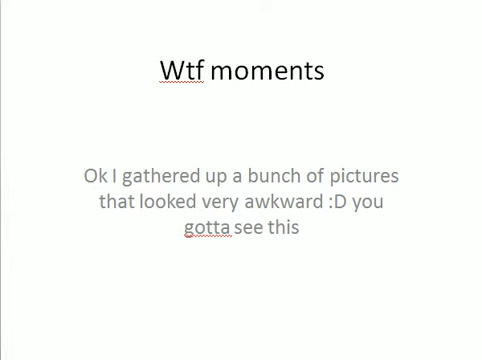 Wtf moments
Ok I gathered up a bunch of pictures
that looked very awkward :D you
gotta see this